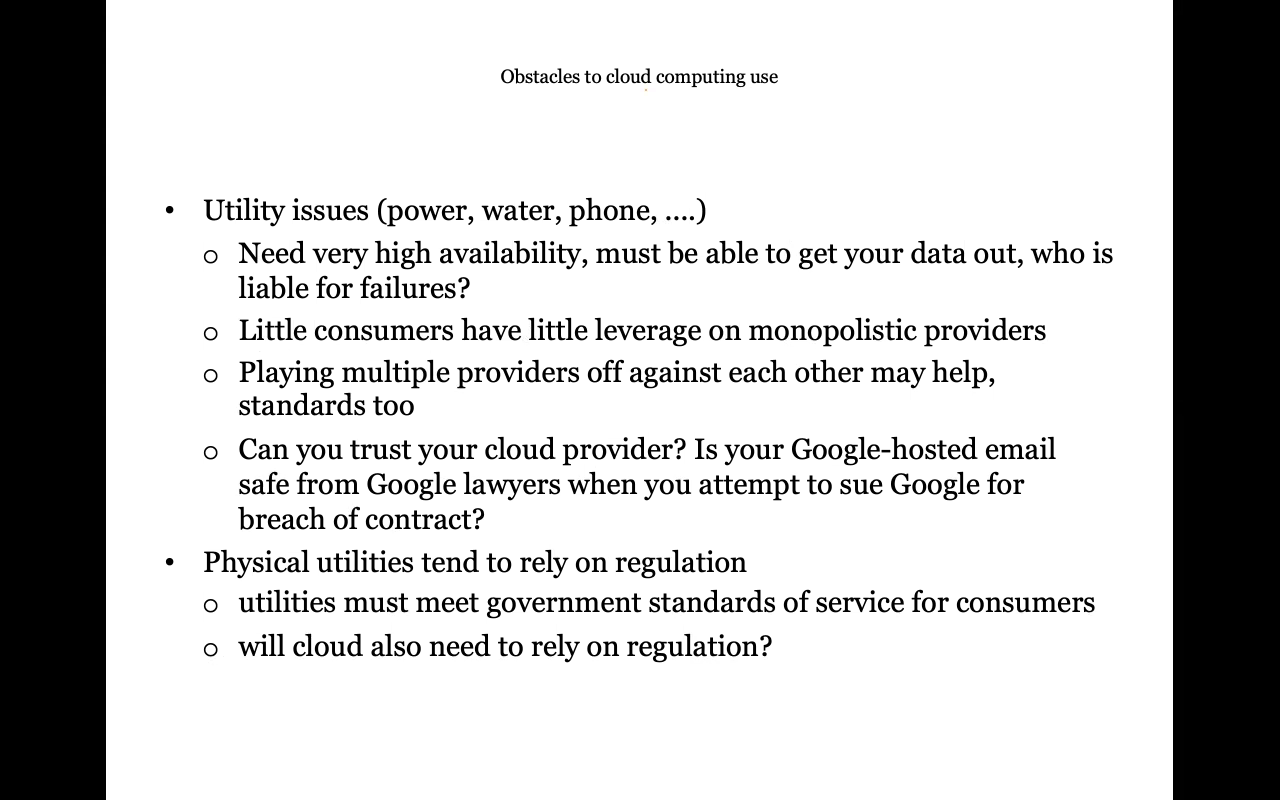 Obstacles to cloud computing use
• Utility issues (power, water, phone, ....)
o Need very high availability, must be able to get your data out, who is
liable for failures?
o Little consumers have little leverage on monopolistic providers
o Playing multiple providers off against each other may help,
standards too
o Can you trust your cloud provider? Is your Google-hosted email
safe from Google lawyers when you attempt to sue Google for
breach of contract?
• Physical utilities tend to rely on regulation
o utilities must meet government standards of service for consumers
o will cloud also need to rely on regulation?